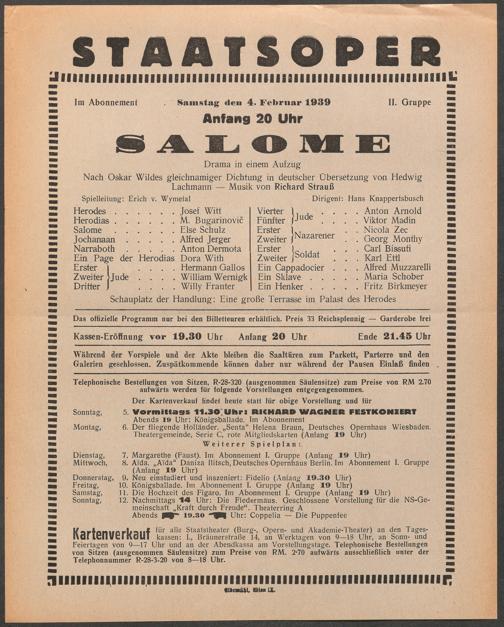 STAATSOPER
Im Abonnement Samstag den 4. Februar 1939 II. Gruppe
Anfang 20 Uhr
SALOME
Drama in einem Aufzug
Nach Oskar Wildes gleichnamiger Dichtung in deutscher Übersetzung von Hedwig
Lachmann — Musik von Richard Strauß
Spielleitung: Erich v. Wymetal Dirigent: Hans Knappertsbusch
Herodes . . . . . . Josef Witt
Herodias . . . . . . M. Bugarinovič
Salome . . . . . . Else Schulz
Jochanaan . . . . . Alfred Jerger
Narraboth . . . . . Anton Dermota
Ein Page der Herodias Dora With
Erster } . . . . . Hermann Gallos
Zweiter } Jude . . . . William Wernigk
Dritter } . . . . . Willy Franter
Vierter } Jude . . . . Anton Arnold
Fünfter } . . . . Viktor Madin
Erster } Nazarener . . Nicola Zec
Zweiter } . . Georg Monthy
Erster } Soldat . . . Carl Bissuti
Zweiter } . . . Karl Ettl
Ein Cappadocier . . Alfred Muzzarelli
Ein Sklave . . . . Maria Schober
Ein Henker . . . . Fritz Birkmeyer
Schauplatz der Handlung: Eine große Terrasse im Palast des Herodes
Das offizielle Programm nur bei den Billetteuren erhältlich. Preis 33 Reichspfennig — Garderobe frei
Kassen-Eröffnung vor 19.30 Uhr Anfang 20 Uhr Ende 21.45 Uhr
Während der Vorspiele und der Akte bleiben die Saaltüren zum Parkett, Parterre und den
Galerien geschlossen. Zuspätkommende können daher nur während der Pausen Einlaß finden
Telephonische Bestellungen von Sitzen, R-28-320 (ausgenommen Säulensitze) zum Preise von RM 2.70
aufwärts werden für folgende Vorstellungen entgegengenommen.
Der Kartenverkauf findet heute statt für obige Vorstellung und für
Sonntag, 5. Vormittags 11.30 Uhr: RICHARD WAGNER FESTKONZERT
Abends 19 Uhr: Königsballade. Im Abonnement
Montag, 6. Der fliegende Holländer. „Senta" Helena Braun, Deutsches Opernhaus Wiesbaden.
Theatergemeinde, Serie C, rote Mitgliedskarten (Anfang 19 Uhr)
Weiterer Spielplan:
Dienstag, 7. Margarethe (Faust). Im Abonnement I. Gruppe (Anfang 19 Uhr)
Mittwoch, 8. Aïda. „Aïda" Daniza Ilitsch, Deutsches Opernhaus Berlin. Im Abonnement I. Gruppe
(Anfang 19 Uhr)
Donnerstag, 9. Neu einstudiert und inszeniert: Fidelio (Anfang 19.30 Uhr)
Freitag, 10. Königsballade. Im Abonnement I. Gruppe (Anfang 19 Uhr)
Samstag, 11. Die Hochzeit des Figaro. Im Abonnement I. Gruppe (Anfang 19 Uhr)
Sonntag, 12. Nachmittags 14 Uhr: Die Fledermaus. Geschlossene Vorstellung für die NS-Ge-
meinschaft „Kraft durch Freude". Theaterring A
Abends 19.30 Uhr: Coppelia — Die Puppenfee
Kartenverkauf für alle Staatstheater (Burg-, Opern- und Akademie-Theater) an den Tages-
kassen: I., Bräunerstraße 14, an Werktagen von 9—18 Uhr, an Sonn- und
Feiertagen von 9—17 Uhr und an der Abendkassa am Vorstellungstage. Telephonische Bestellungen
von Sitzen (ausgenommen Säulensitze) zum Preise von RM. 2·70 aufwärts ausschließlich unter der
Telephonnummer R-28-3-20 von 8—18 Uhr.
Elbemühl, Wien IX.